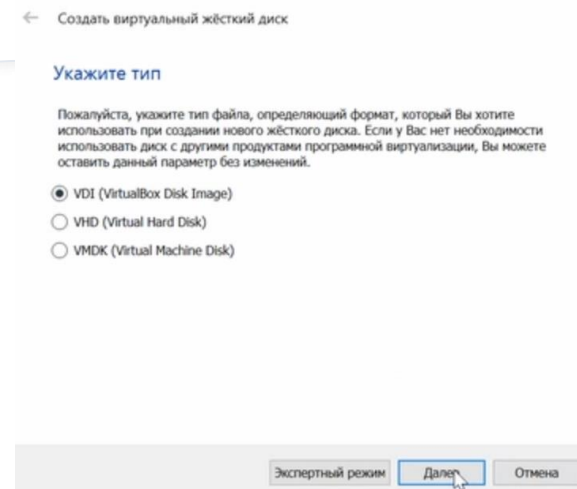 Создать виртуальный жёсткий диск
Укажите тип
Пожалуйста, укажите тип файла, определяющий формат, который Вы хотите
использовать при создании нового жёсткого диска. Если у Вас нет необходимости
использовать диск с другими продуктами программной виртуализации, Вы можете
оставить данный параметр без изменений.
VDI (VirtualBox Disk Image)
VHD (Virtual Hard Disk)
VMDK (Virtual Machine Disk)
Экспертный режим Далее Отмена